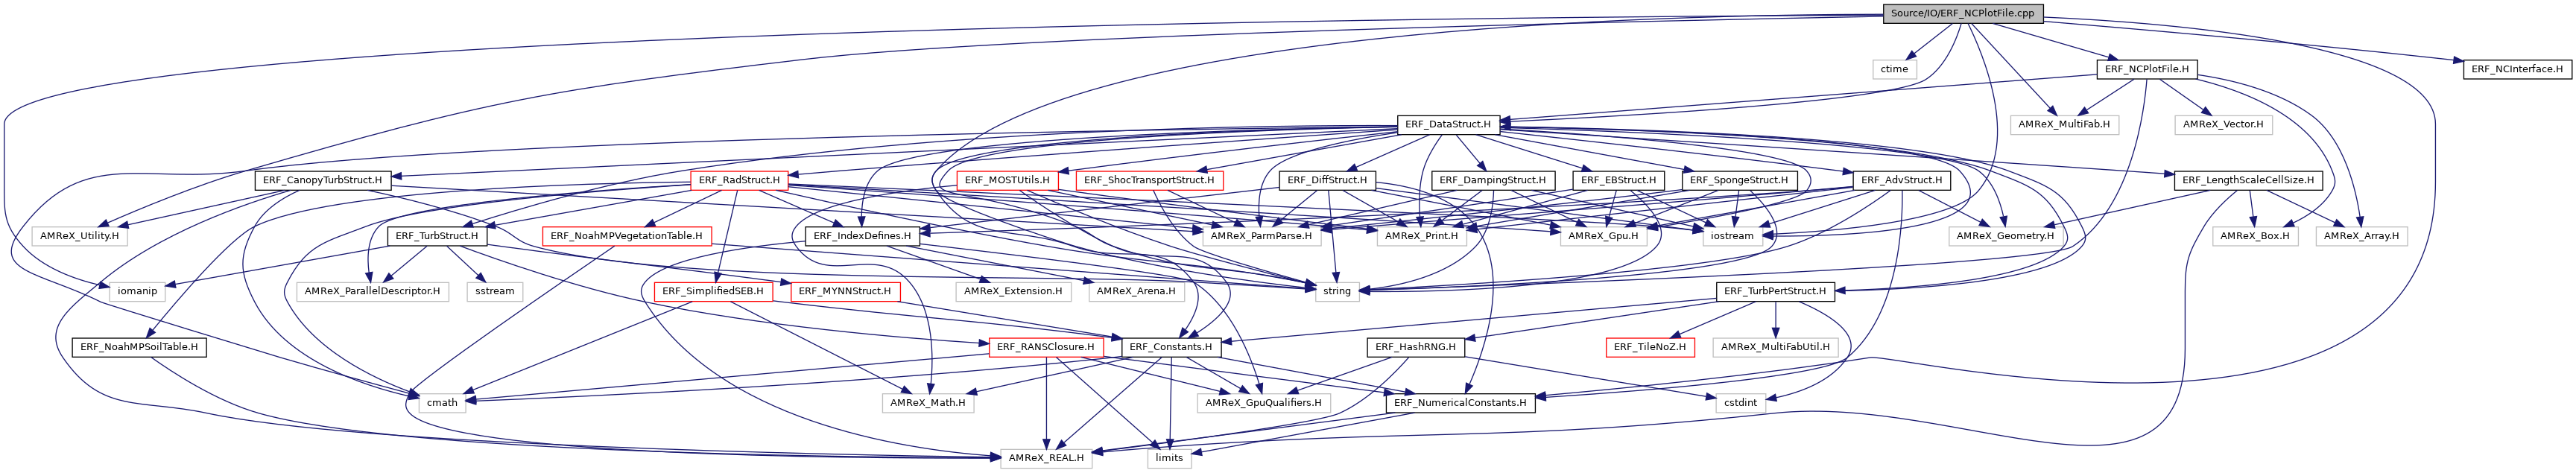 Source/IO/ERF_NCPlotFile.cpp
ctime
ERF_NCPlotFile.H
ERF_NCInterface.H
ERF_DataStruct.H
AMReX_MultiFab.H
AMReX_Vector.H
ERF_CanopyTurbStruct.H
ERF_RadStruct.H
ERF_MOSTUtils.H
ERF_ShocTransportStruct.H
ERF_DiffStruct.H
ERF_DampingStruct.H
ERF_EBStruct.H
ERF_SpongeStruct.H
ERF_AdvStruct.H
ERF_LengthScaleCellSize.H
AMReX_Utility.H
ERF_TurbStruct.H
ERF_NoahMPVegetationTable.H
ERF_IndexDefines.H
AMReX_ParmParse.H
AMReX_Print.H
AMReX_Gpu.H
iostream
AMReX_Geometry.H
AMReX_Box.H
AMReX_Array.H
iomanip
AMReX_ParallelDescriptor.H
sstream
ERF_SimplifiedSEB.H
ERF_MYNNStruct.H
AMReX_Extension.H
AMReX_Arena.H
string
ERF_TurbPertStruct.H
ERF_NoahMPSoilTable.H
ERF_RANSClosure.H
ERF_Constants.H
ERF_HashRNG.H
ERF_TileNoZ.H
AMReX_MultiFabUtil.H
cmath
AMReX_Math.H
AMReX_GpuQualifiers.H
ERF_NumericalConstants.H
cstdint
AMReX_REAL.H
limits